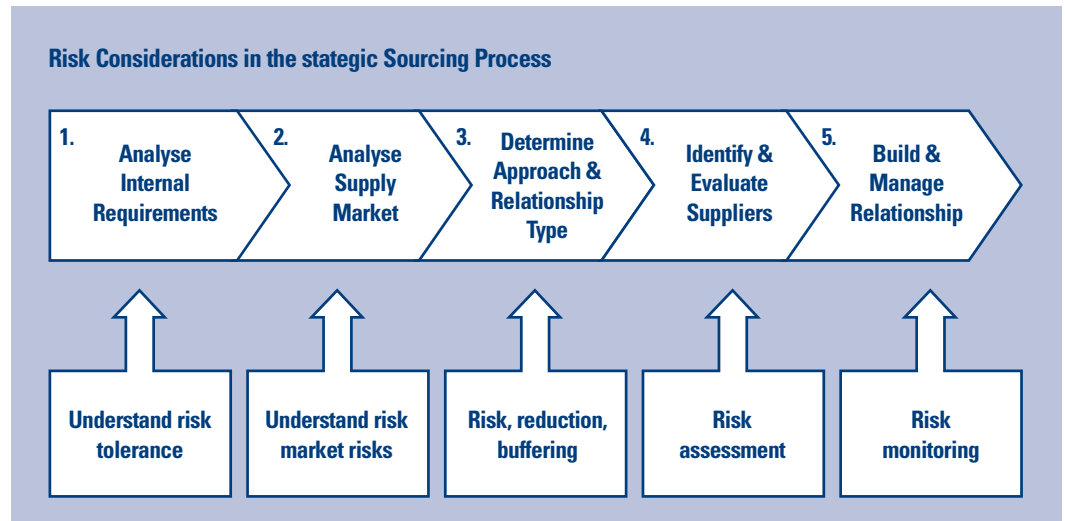 Risk Considerations in the stategic Sourcing Process
1.
Analyse
Internal
Requirements
2.
Analyse
Supply
Market
3.
Determine
Approach &
Relationship
Type
4.
Identify &
Evaluate
Suppliers
5.
Build &
Manage
Relationship
Understand risk
tolerance
Understand risk
market risks
Risk, reduction,
buffering
Risk
assessment
Risk
monitoring